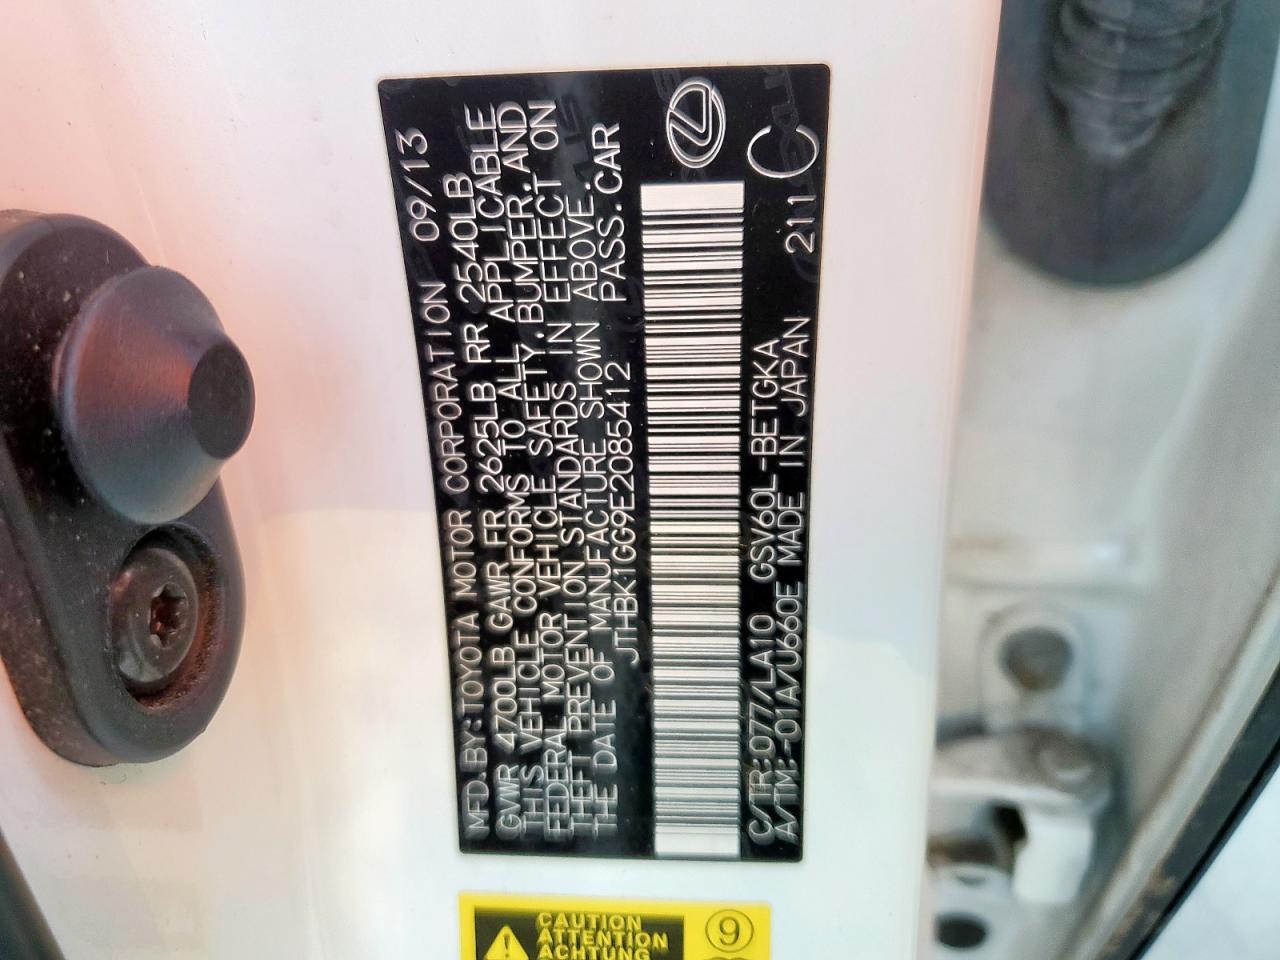 MFD.BY:TOYOTA MOTOR CORPORATION 09/13
GVWR 4700LB GAWR FR 2625LB RR 2540LB
THIS VEHICLE CONFORMS TO ALL APPLICABLE
FEDERAL MOTOR VEHICLE SAFETY.BUMPER.AND
THEFT PREVENTION STANDARDS IN EFFECT ON
THE DATE OF MANUFACTURE SHOWN ABOVE.
JTHBK1GG9E2085412 PASS.CAR
C/TR:077/LA10 GSV60L-BETGKA 211 C
A/TM:-01A/U660E MADE IN JAPAN
CAUTION
ATTENTION
ACHTUNG
9